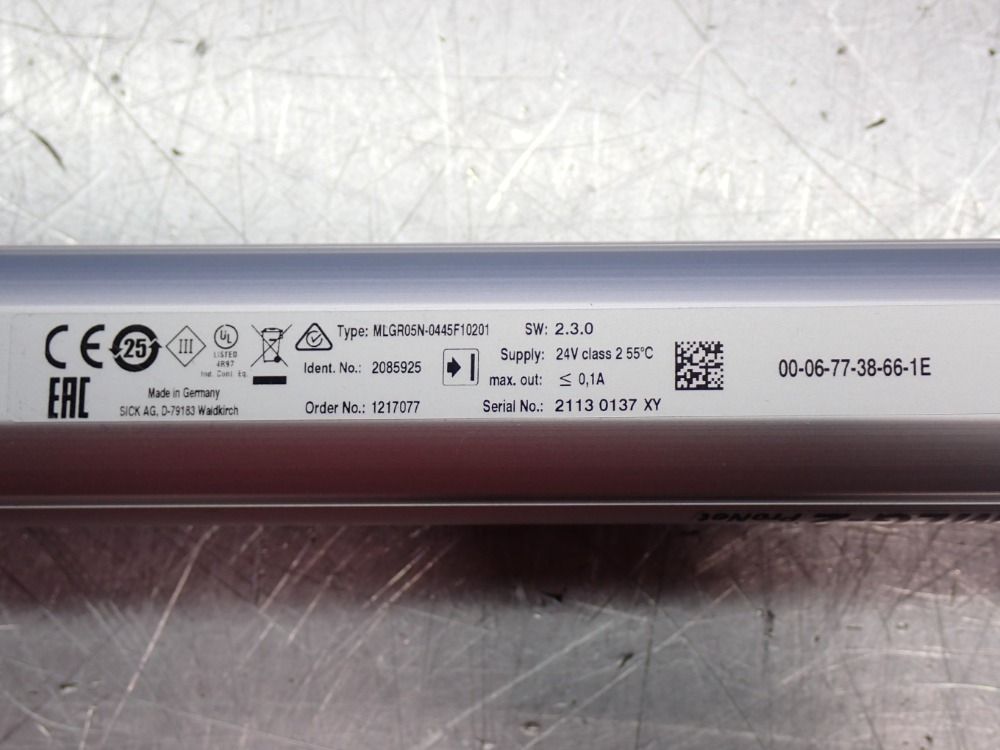 CE 25 III UL
LISTED
4R97
Ind. Cont. Eq.
EAC
Made in Germany
SICK AG, D-79183 Waldkirch
Type: MLGR05N-0445F10201
Ident. No.: 2085925
Order No.: 1217077
SW: 2.3.0
Supply: 24V class 2 55°C
max. out: ≤ 0,1A
Serial No.: 2113 0137 XY
00-06-77-38-66-1E
ProNet